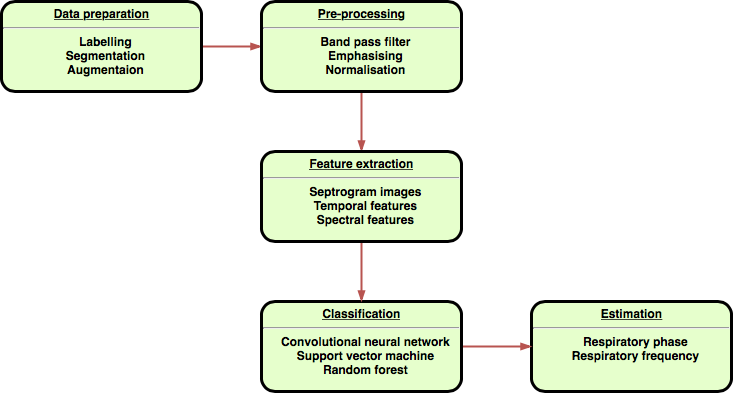 Data preparation
Labelling
Segmentation
Augmentaion
Pre-processing
Band pass filter
Emphasising
Normalisation
Feature extraction
Septrogram images
Temporal features
Spectral features
Classification
Convolutional neural network
Support vector machine
Random forest
Estimation
Respiratory phase
Respiratory frequency